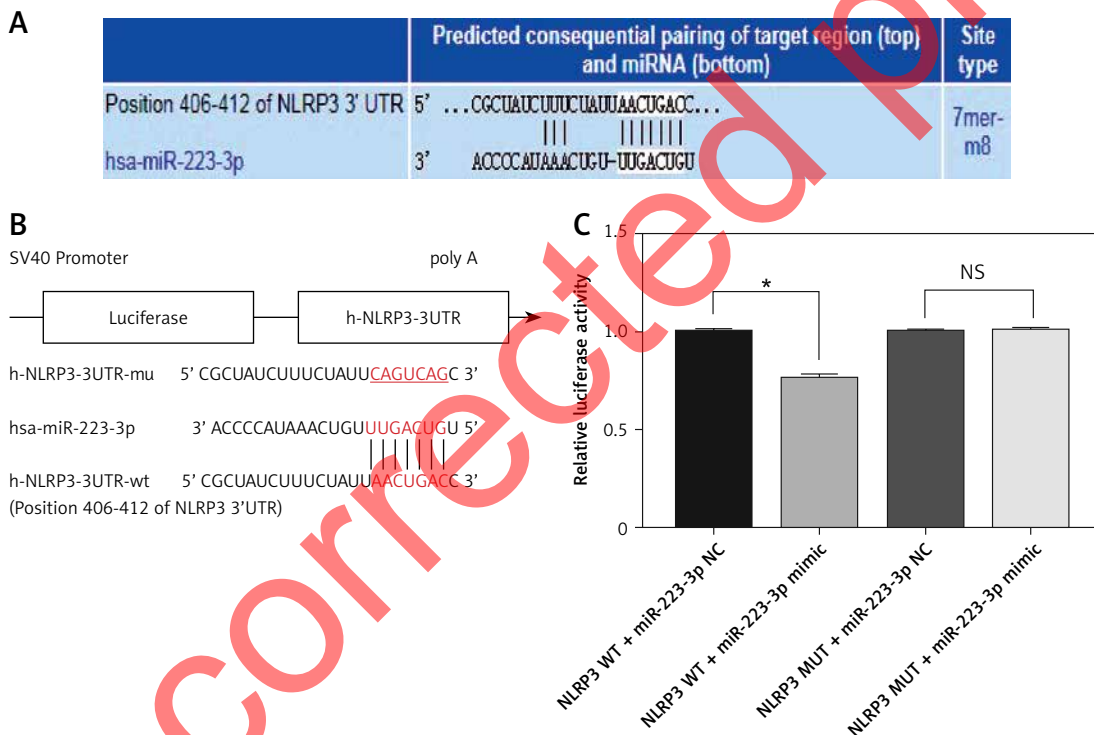 A
Predicted consequential pairing of target region (top) and miRNA (bottom)
Site type
Position 406-412 of NLRP3 3' UTR 5' ...CGCUAUCUUUCUAUUAACUGACC...
hsa-miR-223-3p 3' ACCCCAUAAACUGU-UUGACUGU
7mer-m8
B
SV40 Promoter poly A
Luciferase h-NLRP3-3UTR
h-NLRP3-3UTR-mu 5' CGCUAUCUUUCUAUUCAGUCAGC 3'
hsa-miR-223-3p 3' ACCCCAUAAACUGUUUGACUGU 5'
h-NLRP3-3UTR-wt 5' CGCUAUCUUUCUAUUAACUGACC 3'
(Position 406-412 of NLRP3 3'UTR)
C
Relative luciferase activity
1.5
1.0
0.5
0
*
NS
NLRP3 WT + miR-223-3p NC
NLRP3 WT + miR-223-3p mimic
NLRP3 MUT + miR-223-3p NC
NLRP3 MUT + miR-223-3p mimic
corrected p